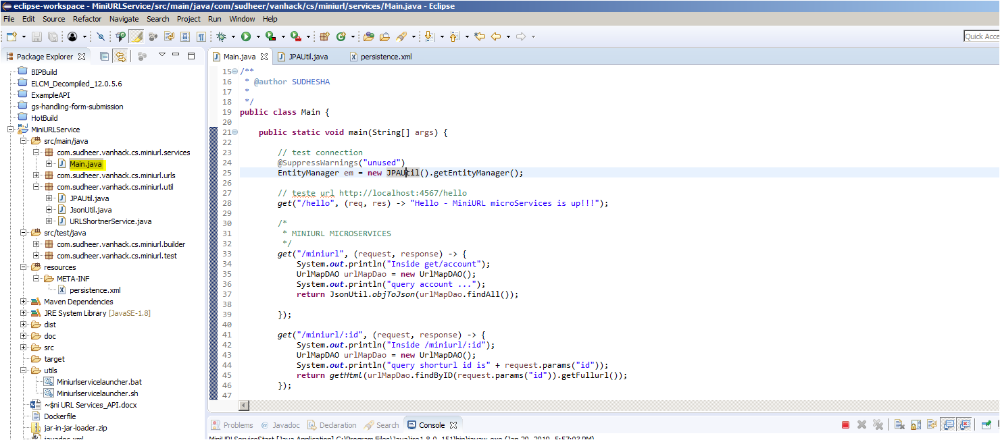 eclipse-workspace - MiniURLService/src/main/java/com/sudheer/vanhack/cs/miniurl/services/Main.java - Eclipse
File Edit Source Refactor Navigate Search Project Run Window Help
Quick Acce
Package Explorer
Main.java JPAUtil.java persistence.xml
BIPBuild
ELCM_Decompiled_12.0.5.6
ExampleAPI
gs-handling-form-submission
HotBuild
MiniURLService
src/main/java
com.sudheer.vanhack.cs.miniurl.services
Main.java
com.sudheer.vanhack.cs.miniurl.urls
com.sudheer.vanhack.cs.miniurl.util
JPAUtil.java
JsonUtil.java
URLShortnerService.java
src/test/java
com.sudheer.vanhack.cs.miniurl.builder
com.sudheer.vanhack.cs.miniurl.test
resources
META-INF
persistence.xml
Maven Dependencies
JRE System Library [JavaSE-1.8]
dist
doc
src
target
utils
Miniurlservicelauncher.bat
Miniurlservicelauncher.sh
~$ni URL Services_API.docx
Dockerfile
jar-in-jar-loader.zip
javadoc.xml
15 /**
16 * @author SUDHESHA
17 *
18 */
19 public class Main {
20
21 public static void main(String[] args) {
22
23 // test connection
24 @SuppressWarnings("unused")
25 EntityManager em = new JPAUtil().getEntityManager();
26
27 // teste url http://localhost:4567/hello
28 get("/hello", (req, res) -> "Hello - MiniURL microServices is up!!!");
29
30 /*
31 * MINIURL MICROSERVICES
32 */
33 get("/miniurl", (request, response) -> {
34 System.out.println("Inside get/account");
35 UrlMapDAO urlMapDao = new UrlMapDAO();
36 System.out.println("query account ...");
37 return JsonUtil.objToJson(urlMapDao.findAll());
38
39 });
40
41 get("/miniurl/:id", (request, response) -> {
42 System.out.println("Inside /miniurl/:id");
43 UrlMapDAO urlMapDao = new UrlMapDAO();
44 System.out.println("query shorturl id is" + request.params("id"));
45 return getHtml(urlMapDao.findByID(request.params("id")).getFullurl());
46 });
47
Problems @ Javadoc Declaration Search Console
MiniURLServiceStart [Java Application] C:\Program Files\Java\jre1.8.0_151\bin\javaw.exe (Jan 20, 2019, 5:57:03 PM)